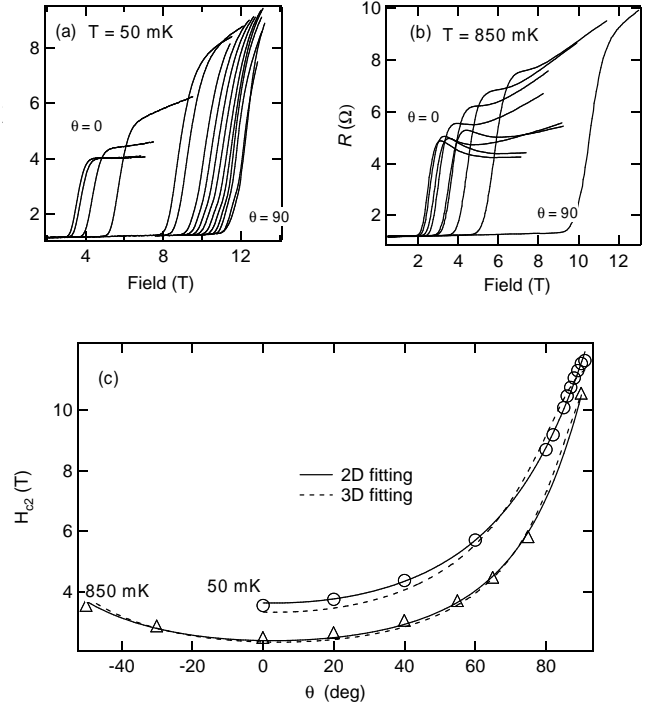 (a) T = 50 mK
8
6
4
2
θ = 0
θ = 90
4 8 12
Field (T)
(b) T = 850 mK
10
8
6
4
2
R (Ω)
θ = 0
θ = 90
2 4 6 8 10 12
Field (T)
(c)
10
8
6
4
H_c2 (T)
2D fitting
3D fitting
850 mK
50 mK
-40 -20 0 20 40 60 80
θ (deg)